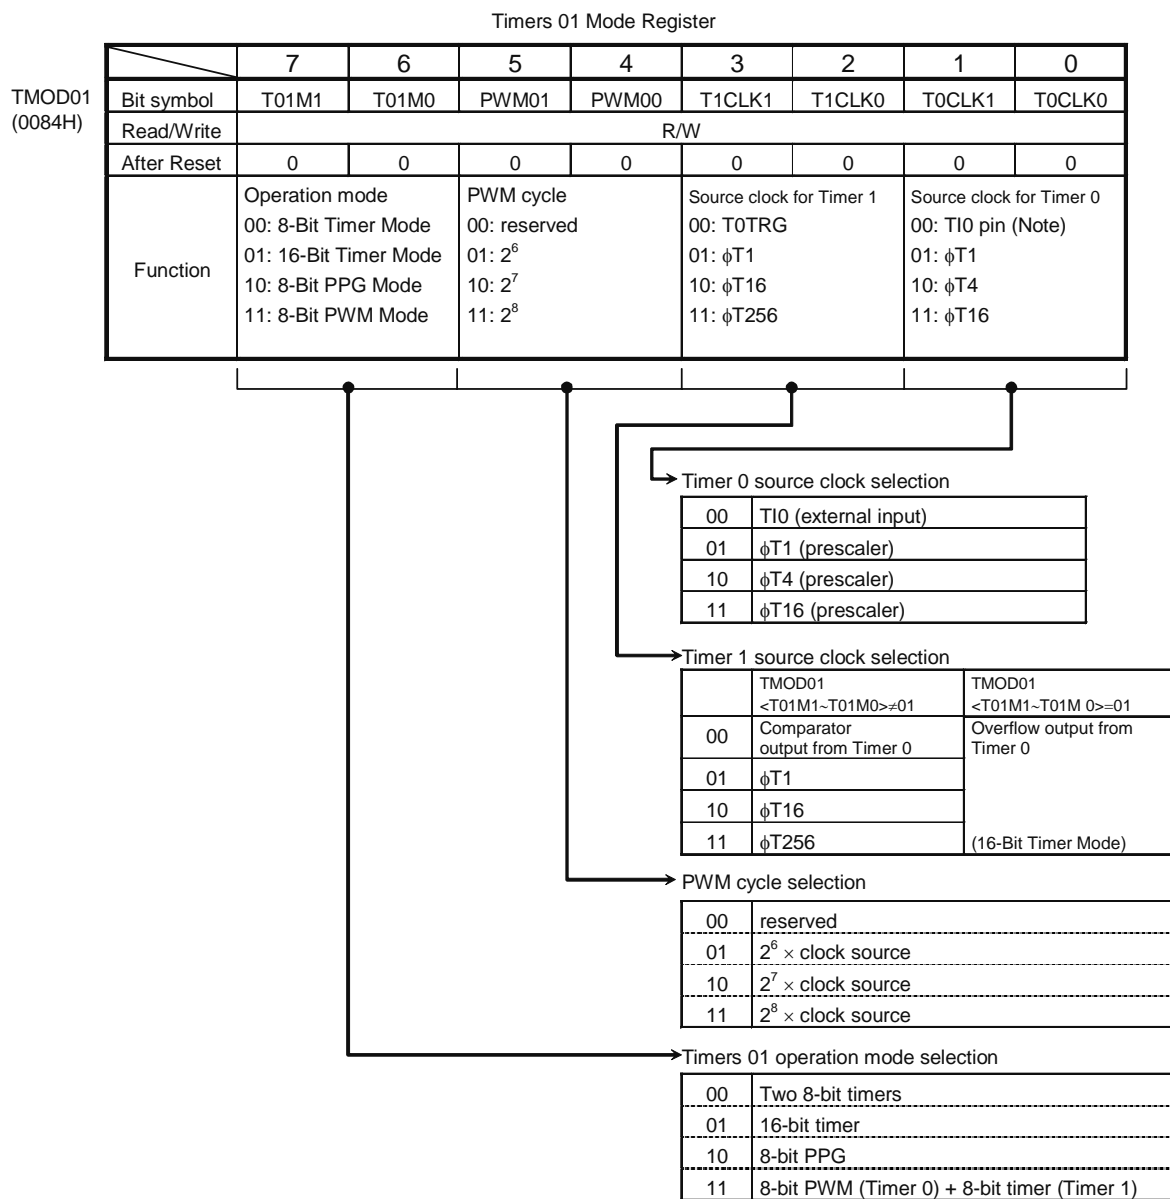 Timers 01 Mode Register
TMOD01
(0084H)
7 6 5 4 3 2 1 0
Bit symbol T01M1 T01M0 PWM01 PWM00 T1CLK1 T1CLK0 T0CLK1 T0CLK0
Read/Write R/W
After Reset 0 0 0 0 0 0 0 0
Function
Operation mode
00: 8-Bit Timer Mode
01: 16-Bit Timer Mode
10: 8-Bit PPG Mode
11: 8-Bit PWM Mode
PWM cycle
00: reserved
01: 2^6
10: 2^7
11: 2^8
Source clock for Timer 1
00: T0TRG
01: ϕT1
10: ϕT16
11: ϕT256
Source clock for Timer 0
00: TI0 pin (Note)
01: ϕT1
10: ϕT4
11: ϕT16
Timer 0 source clock selection
00 TI0 (external input)
01 ϕT1 (prescaler)
10 ϕT4 (prescaler)
11 ϕT16 (prescaler)
Timer 1 source clock selection
TMOD01
<T01M1~T01M0>≠01
TMOD01
<T01M1~T01M 0>=01
00 Comparator
output from Timer 0
Overflow output from
Timer 0
01 ϕT1
10 ϕT16
11 ϕT256 (16-Bit Timer Mode)
PWM cycle selection
00 reserved
01 2^6 × clock source
10 2^7 × clock source
11 2^8 × clock source
Timers 01 operation mode selection
00 Two 8-bit timers
01 16-bit timer
10 8-bit PPG
11 8-bit PWM (Timer 0) + 8-bit timer (Timer 1)